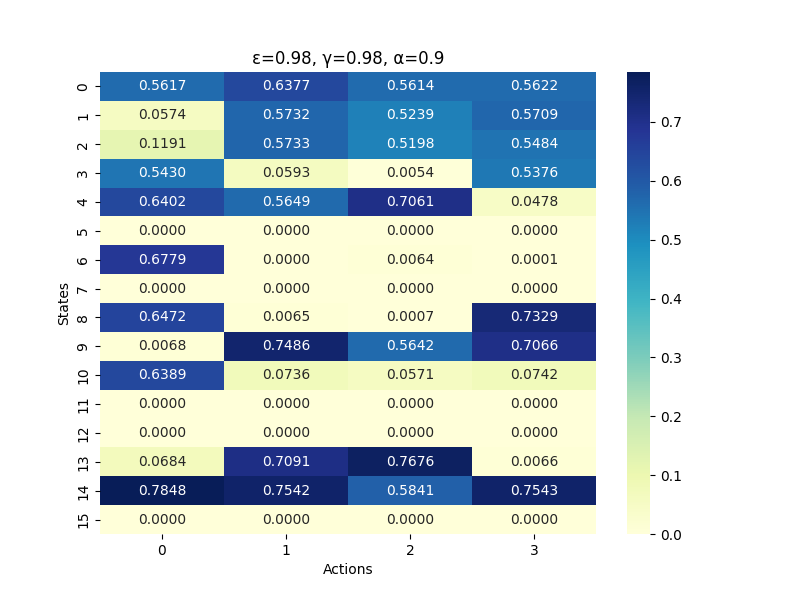 ε=0.98, γ=0.98, α=0.9
0 0.5617 0.6377 0.5614 0.5622
1 0.0574 0.5732 0.5239 0.5709
2 0.1191 0.5733 0.5198 0.5484
3 0.5430 0.0593 0.0054 0.5376
4 0.6402 0.5649 0.7061 0.0478
5 0.0000 0.0000 0.0000 0.0000
6 0.6779 0.0000 0.0064 0.0001
7 0.0000 0.0000 0.0000 0.0000
8 0.6472 0.0065 0.0007 0.7329
9 0.0068 0.7486 0.5642 0.7066
10 0.6389 0.0736 0.0571 0.0742
11 0.0000 0.0000 0.0000 0.0000
12 0.0000 0.0000 0.0000 0.0000
13 0.0684 0.7091 0.7676 0.0066
14 0.7848 0.7542 0.5841 0.7543
15 0.0000 0.0000 0.0000 0.0000
0 1 2 3
Actions
States
0.7
0.6
0.5
0.4
0.3
0.2
0.1
0.0